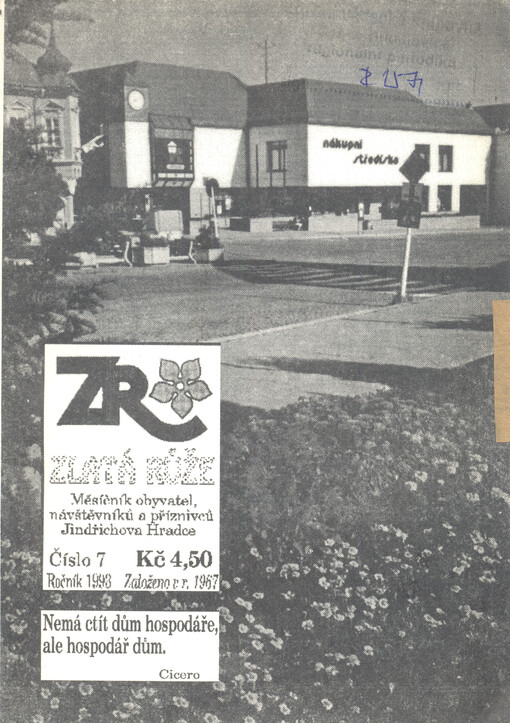 nákupní
středisko
ZR
ZLATÁ RŮŽE
Měsíčník obyvatel,
návštěvníků a příznivců
Jindřichova Hradce
Číslo 7 Kč 4,50
Ročník 1993 Založeno v r. 1967
Nemá ctít dům hospodáře,
ale hospodář dům.
Cicero